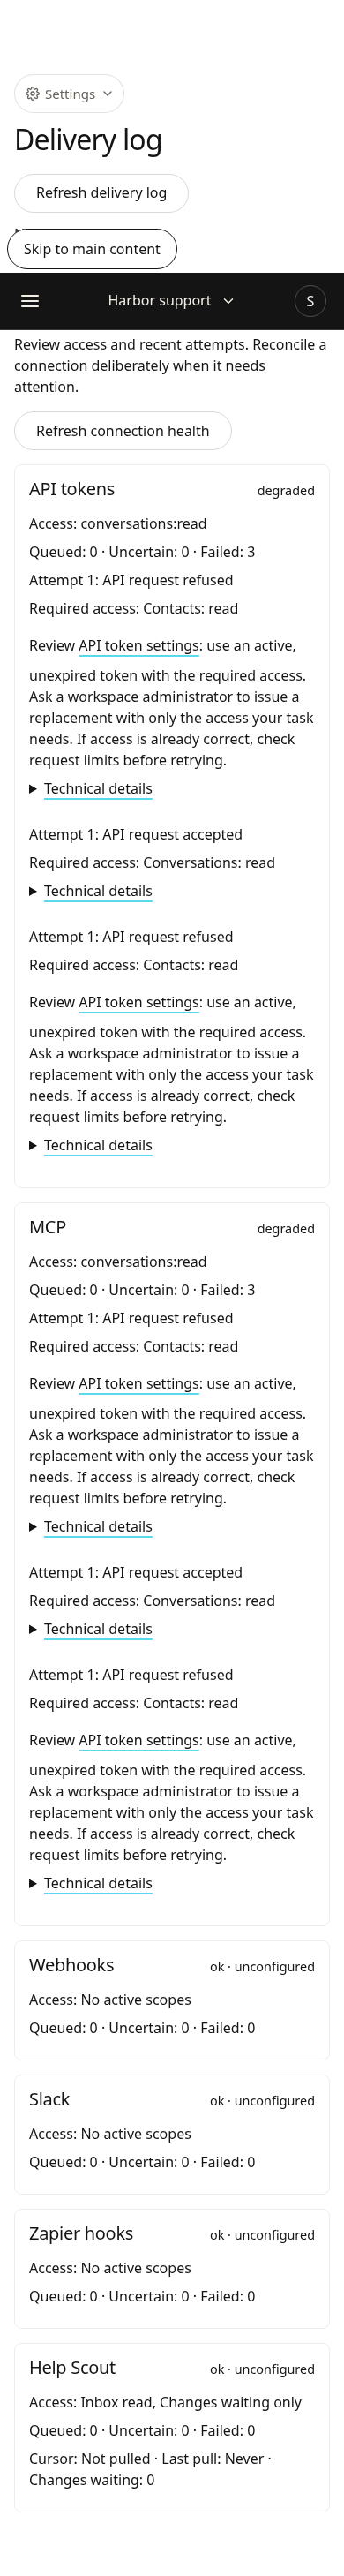 Settings
Delivery log
Refresh delivery log
Skip to main content
Harbor support
S
Review access and recent attempts. Reconcile a
connection deliberately when it needs
attention.
Refresh connection health
API tokens
degraded
Access: conversations:read
Queued: 0 · Uncertain: 0 · Failed: 3
Attempt 1: API request refused
Required access: Contacts: read
Review API token settings: use an active,
unexpired token with the required access.
Ask a workspace administrator to issue a
replacement with only the access your task
needs. If access is already correct, check
request limits before retrying.
Technical details
Attempt 1: API request accepted
Required access: Conversations: read
Technical details
Attempt 1: API request refused
Required access: Contacts: read
Review API token settings: use an active,
unexpired token with the required access.
Ask a workspace administrator to issue a
replacement with only the access your task
needs. If access is already correct, check
request limits before retrying.
Technical details
MCP
degraded
Access: conversations:read
Queued: 0 · Uncertain: 0 · Failed: 3
Attempt 1: API request refused
Required access: Contacts: read
Review API token settings: use an active,
unexpired token with the required access.
Ask a workspace administrator to issue a
replacement with only the access your task
needs. If access is already correct, check
request limits before retrying.
Technical details
Attempt 1: API request accepted
Required access: Conversations: read
Technical details
Attempt 1: API request refused
Required access: Contacts: read
Review API token settings: use an active,
unexpired token with the required access.
Ask a workspace administrator to issue a
replacement with only the access your task
needs. If access is already correct, check
request limits before retrying.
Technical details
Webhooks
ok · unconfigured
Access: No active scopes
Queued: 0 · Uncertain: 0 · Failed: 0
Slack
ok · unconfigured
Access: No active scopes
Queued: 0 · Uncertain: 0 · Failed: 0
Zapier hooks
ok · unconfigured
Access: No active scopes
Queued: 0 · Uncertain: 0 · Failed: 0
Help Scout
ok · unconfigured
Access: Inbox read, Changes waiting only
Queued: 0 · Uncertain: 0 · Failed: 0
Cursor: Not pulled · Last pull: Never ·
Changes waiting: 0